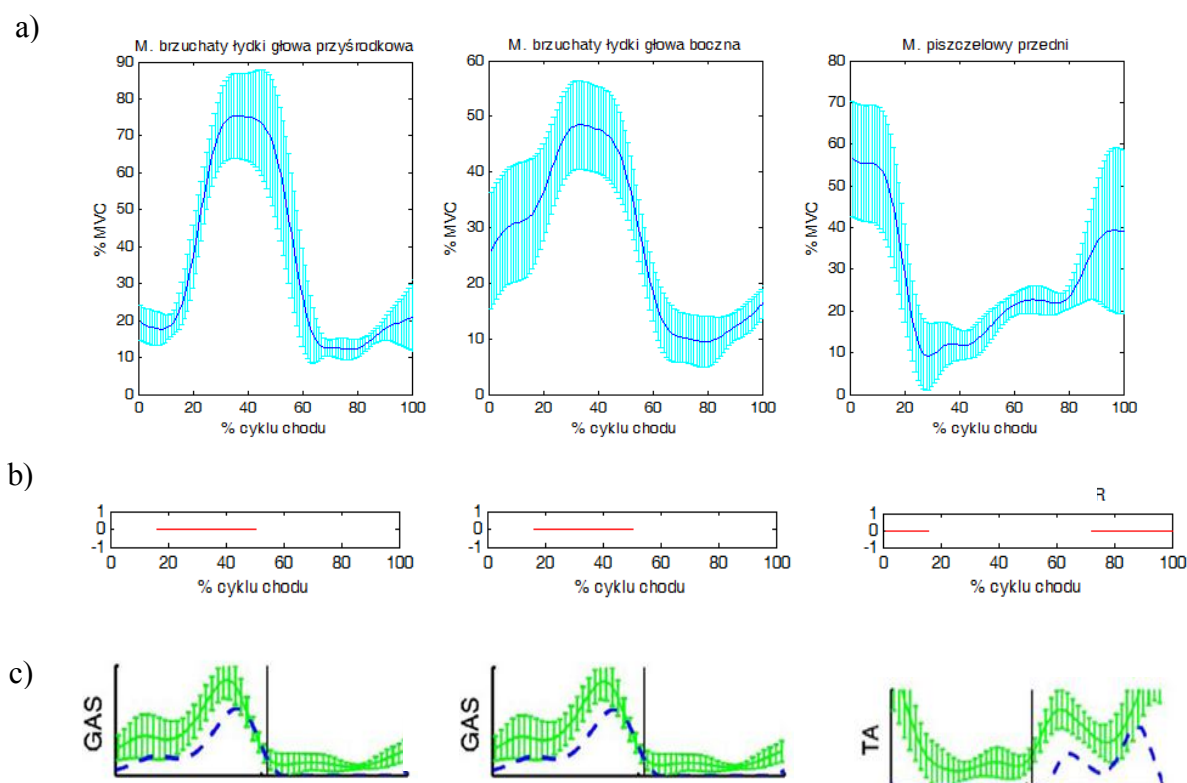 a)
M. brzuchaty łydki głowa przyśrodkowa
90
80
70
60
50
40
30
20
10
0
% MVC
0 20 40 60 80 100
% cyklu chodu
M. brzuchaty łydki głowa boczna
60
50
40
30
20
10
0
% MVC
0 20 40 60 80 100
% cyklu chodu
M. piszczelowy przedni
80
70
60
50
40
30
20
10
0
% MVC
0 20 40 60 80 100
% cyklu chodu
b)
1
0
-1
0 20 40 60 80 100
% cyklu chodu
1
0
-1
0 20 40 60 80 100
% cyklu chodu
R
1
0
-1
0 20 40 60 80 100
% cyklu chodu
c)
GAS
GAS
TA